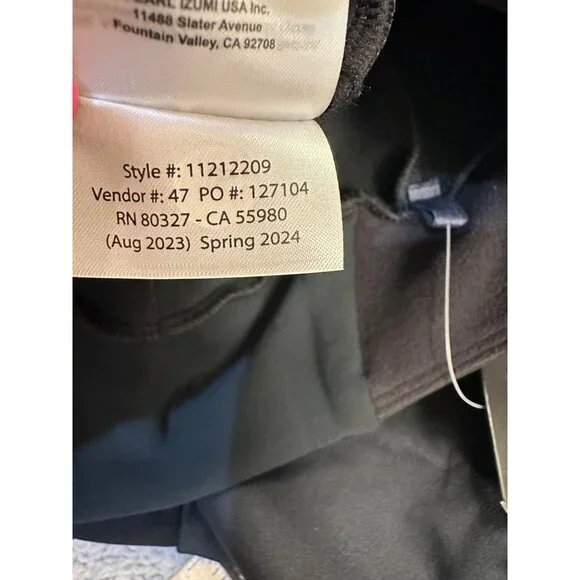 IZUMI USA Inc.
11488 Slater Avenue
Fountain Valley, CA 92708
Style #: 11212209
Vendor #: 47 PO #: 127104
RN 80327 - CA 55980
(Aug 2023) Spring 2024